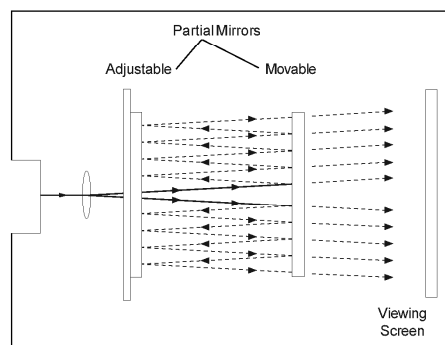 Partial Mirrors
Adjustable
Movable
Viewing
Screen